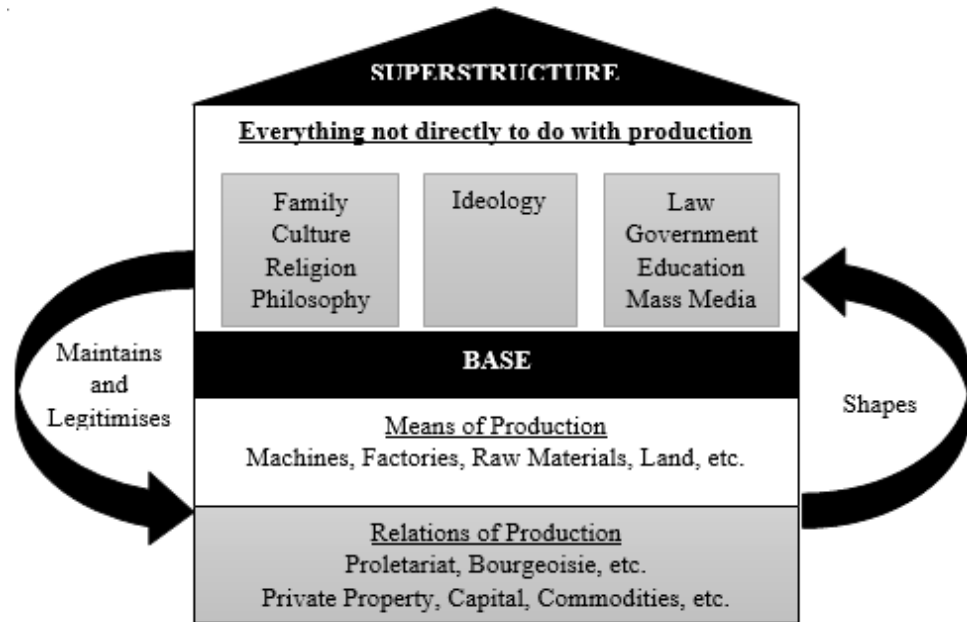 SUPERSTRUCTURE
Everything not directly to do with production
Family
Culture
Religion
Philosophy
Ideology
Law
Government
Education
Mass Media
Maintains
and
Legitimises
BASE
Shapes
Means of Production
Machines, Factories, Raw Materials, Land, etc.
Relations of Production
Proletariat, Bourgeoisie, etc.
Private Property, Capital, Commodities, etc.